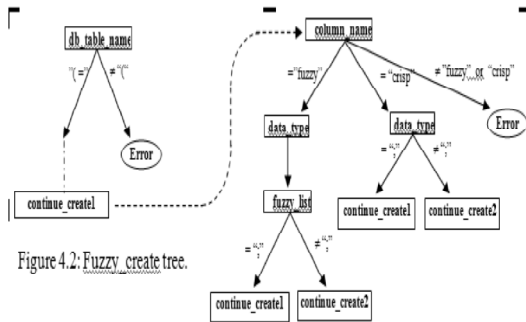 db_table_name
"( ="
≠ "("
Error
continue_create1
Figure 4.2: Fuzzy_create tree.
column_name
="fuzzy"
= "crisp"
≠ "fuzzy" or "crisp"
data_type
data_type
Error
= ";"
≠ ";"
fuzzy_list
continue_create1
continue_create2
= ";"
≠ ";"
continue_create1
continue_create2